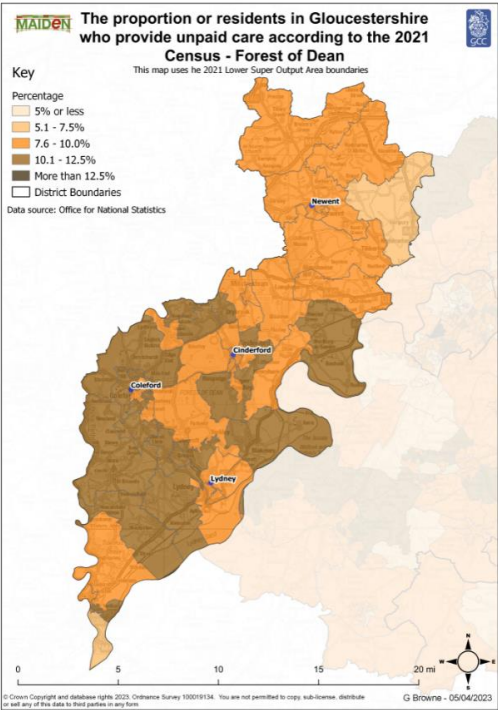 MAIDEN
The proportion or residents in Gloucestershire
who provide unpaid care according to the 2021
Census - Forest of Dean
This map uses he 2021 Lower Super Output Area boundaries
GCC
Key
Percentage
5% or less
5.1 - 7.5%
7.6 - 10.0%
10.1 - 12.5%
More than 12.5%
District Boundaries
Data source: Office for National Statistics
Newent
Cinderford
Coleford
Lydney
N
W E
S
0 5 10 15 20 mi
© Crown Copyright and database rights 2023. Ordnance Survey 100019134. You are not permitted to copy, sub-license, distribute
or sell any of this data to third parties in any form
G Browne - 05/04/2023